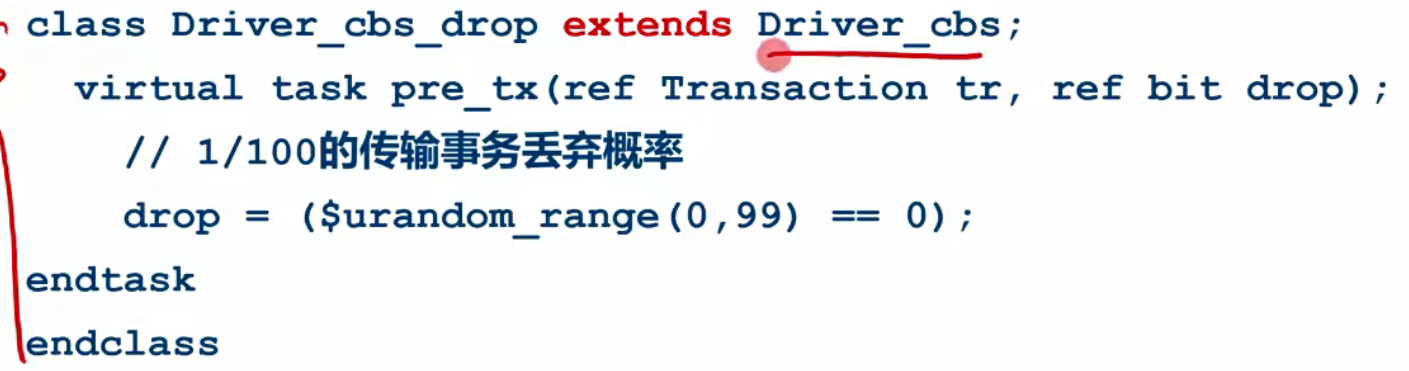 class Driver_cbs_drop extends Driver_cbs;
virtual task pre_tx(ref Transaction tr, ref bit drop);
// 1/100的传输事务丢弃概率
drop = ($urandom_range(0,99) == 0);
endtask
endclass